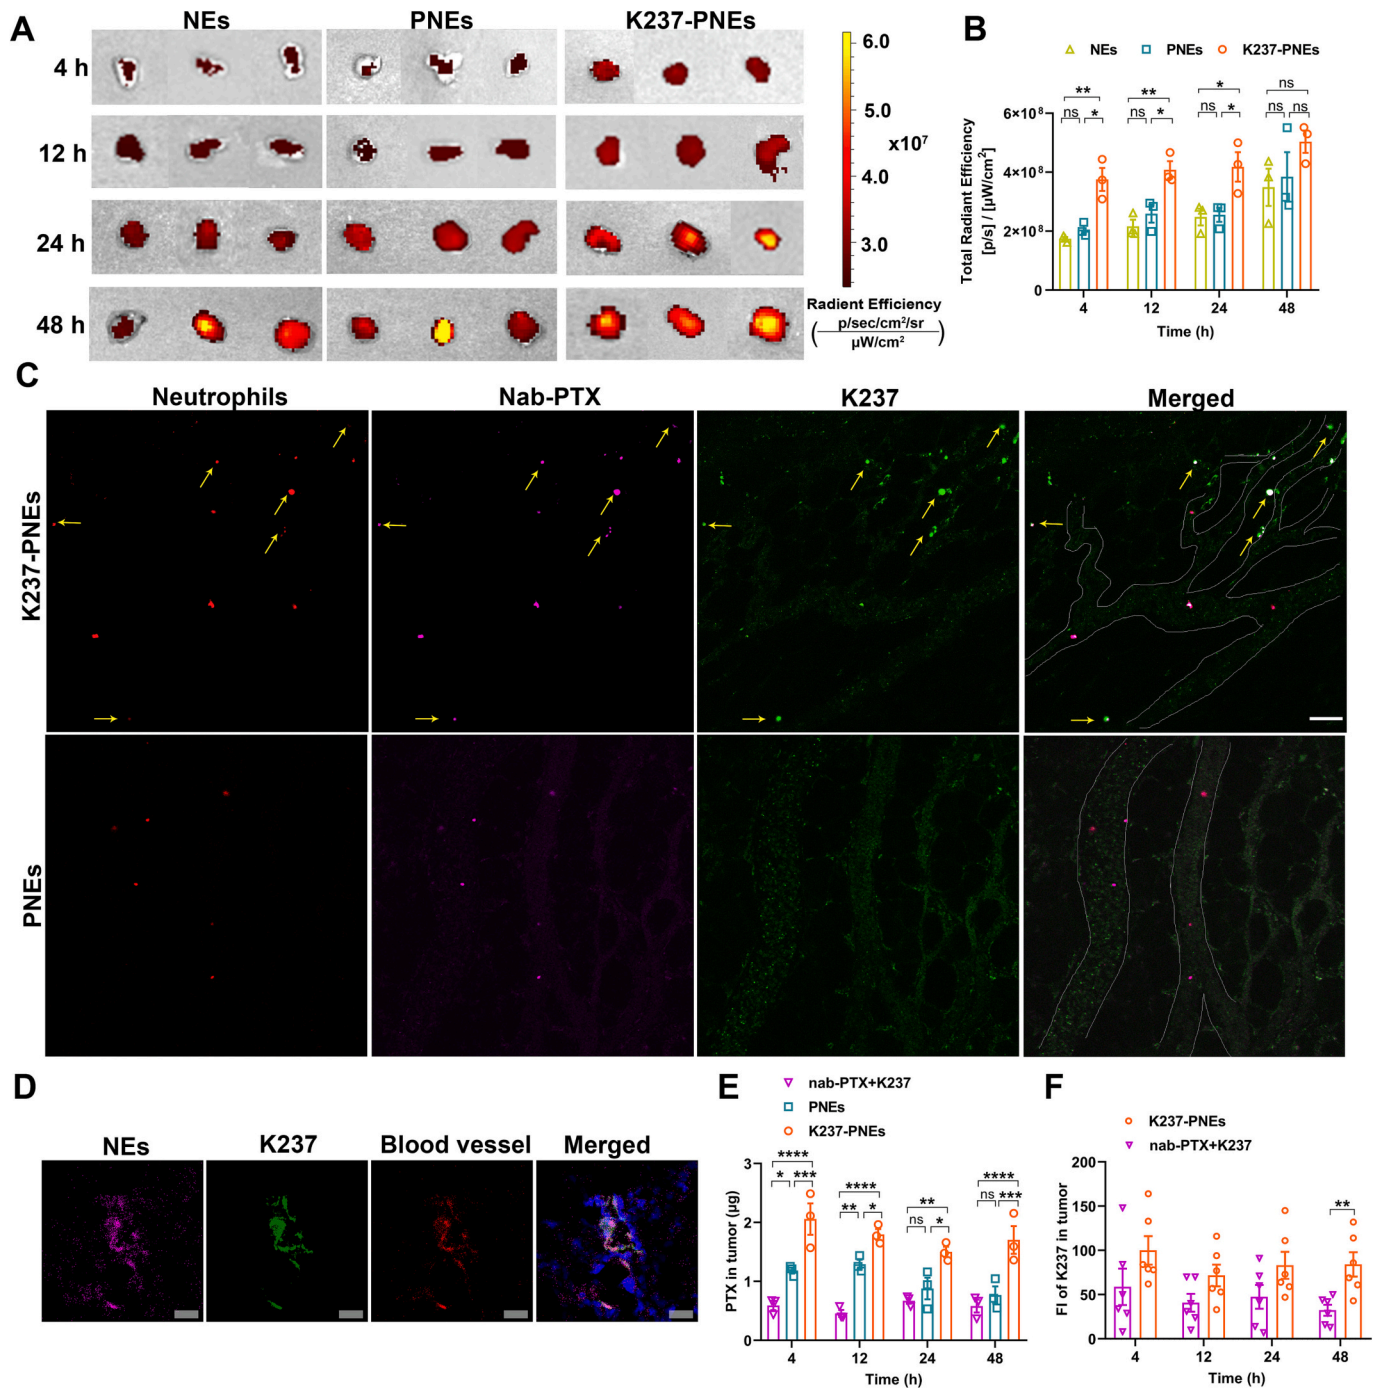 A
NEs
PNEs
K237-PNEs
4 h
12 h
24 h
48 h
6.0
5.0
x10⁷
4.0
3.0
Radient Efficiency
p/sec/cm²/sr
µW/cm²
B
NEs
PNEs
K237-PNEs
Total Radiant Efficiency
[p/s] / [µW/cm²]
6×10⁸
4×10⁸
2×10⁸
0
** ** * ns
ns * ns * ns * ns ns
4 12 24 48
Time (h)
C
Neutrophils
Nab-PTX
K237
Merged
K237-PNEs
PNEs
D
NEs
K237
Blood vessel
Merged
E
nab-PTX+K237
PNEs
K237-PNEs
PTX in tumor (µg)
3
2
1
0
**** **** ** ****
* *** ** * ns * ns ***
4 12 24 48
Time (h)
F
K237-PNEs
nab-PTX+K237
FI of K237 in tumor
200
150
100
50
0
**
4 12 24 48
Time (h)